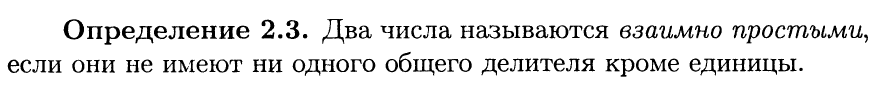 Определение 2.3. Два числа называются взаимно простыми,
если они не имеют ни одного общего делителя кроме единицы.